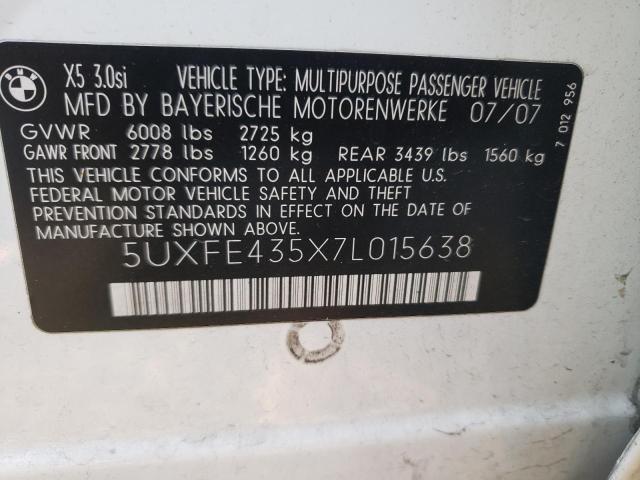 BMW X5 3.0si VEHICLE TYPE: MULTIPURPOSE PASSENGER VEHICLE
MFD BY BAYERISCHE MOTORENWERKE 07/07
GVWR 6008 lbs 2725 kg
GAWR FRONT 2778 lbs 1260 kg REAR 3439 lbs 1560 kg
THIS VEHICLE CONFORMS TO ALL APPLICABLE U.S.
FEDERAL MOTOR VEHICLE SAFETY AND THEFT
PREVENTION STANDARDS IN EFFECT ON THE DATE OF
MANUFACTURE SHOWN ABOVE.
5UXFE435X7L015638
7 012 956